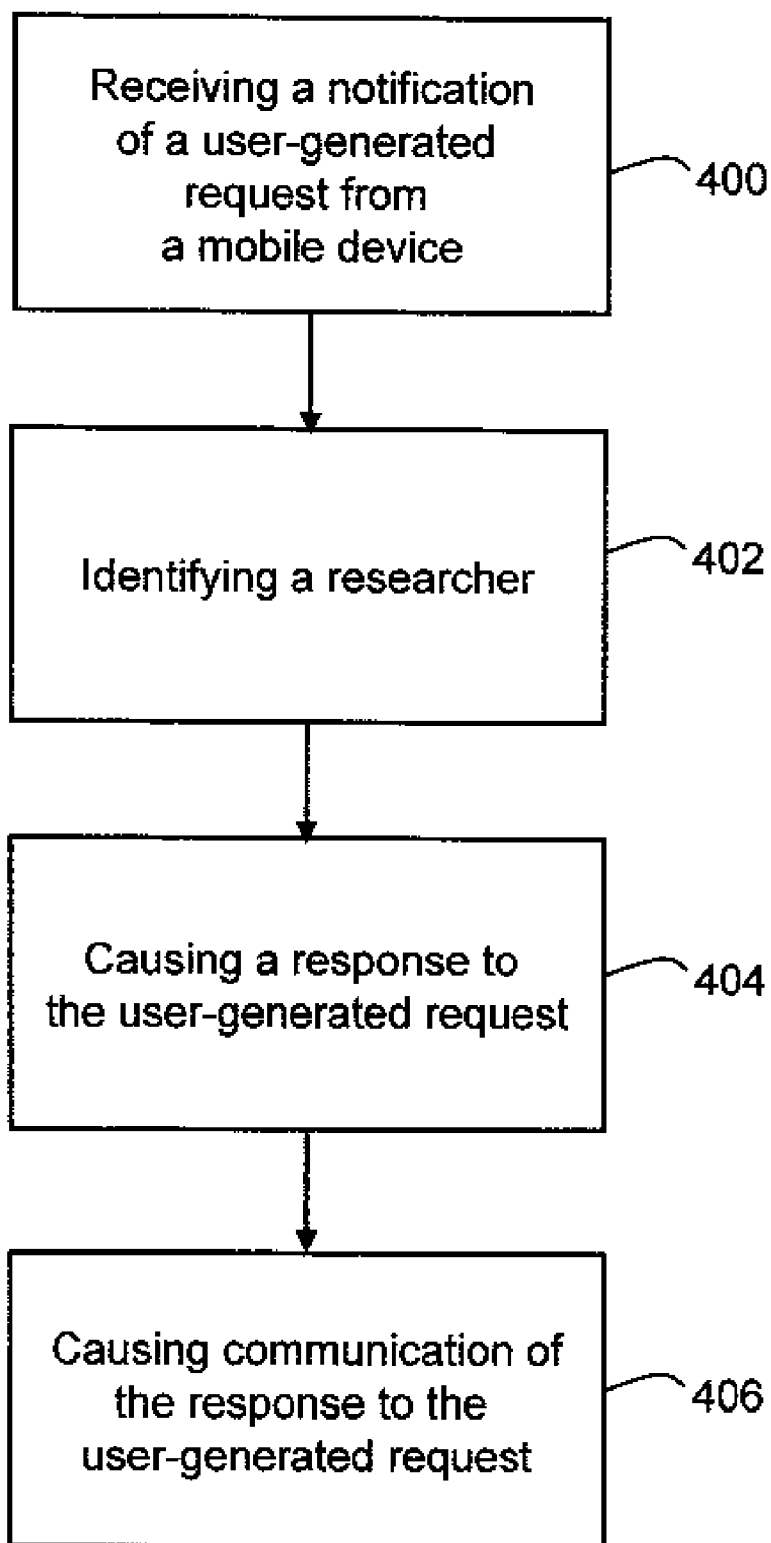 Receiving a notification
of a user-generated
request from
a mobile device
400
Identifying a researcher
402
Causing a response to
the user-generated request
404
Causing communication of
the response to the
user-generated request
406